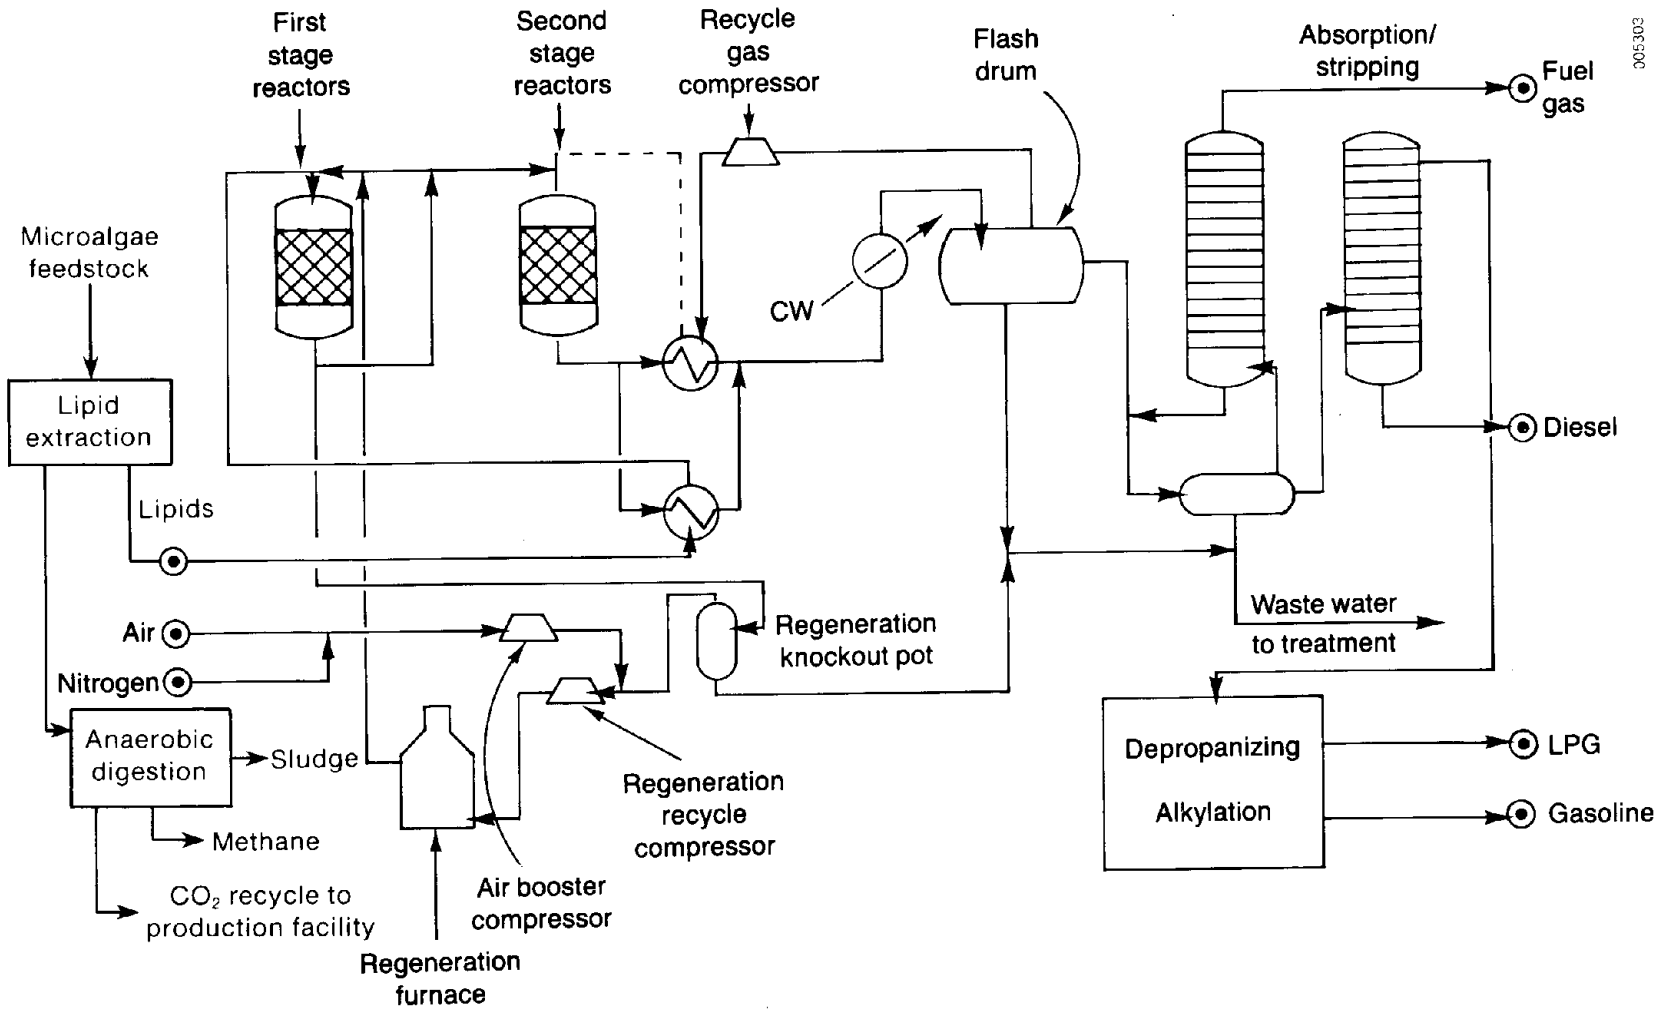 First
stage
reactors
Second
stage
reactors
Recycle
gas
compressor
Flash
drum
Absorption/
stripping
Fuel
gas
005303
Microalgae
feedstock
CW
Lipid
extraction
Diesel
Lipids
Air
Nitrogen
Regeneration
knockout pot
Waste water
to treatment
Anaerobic
digestion
Sludge
Methane
CO₂ recycle to
production facility
Regeneration
recycle
compressor
Air booster
compressor
Regeneration
furnace
Depropanizing
Alkylation
LPG
Gasoline